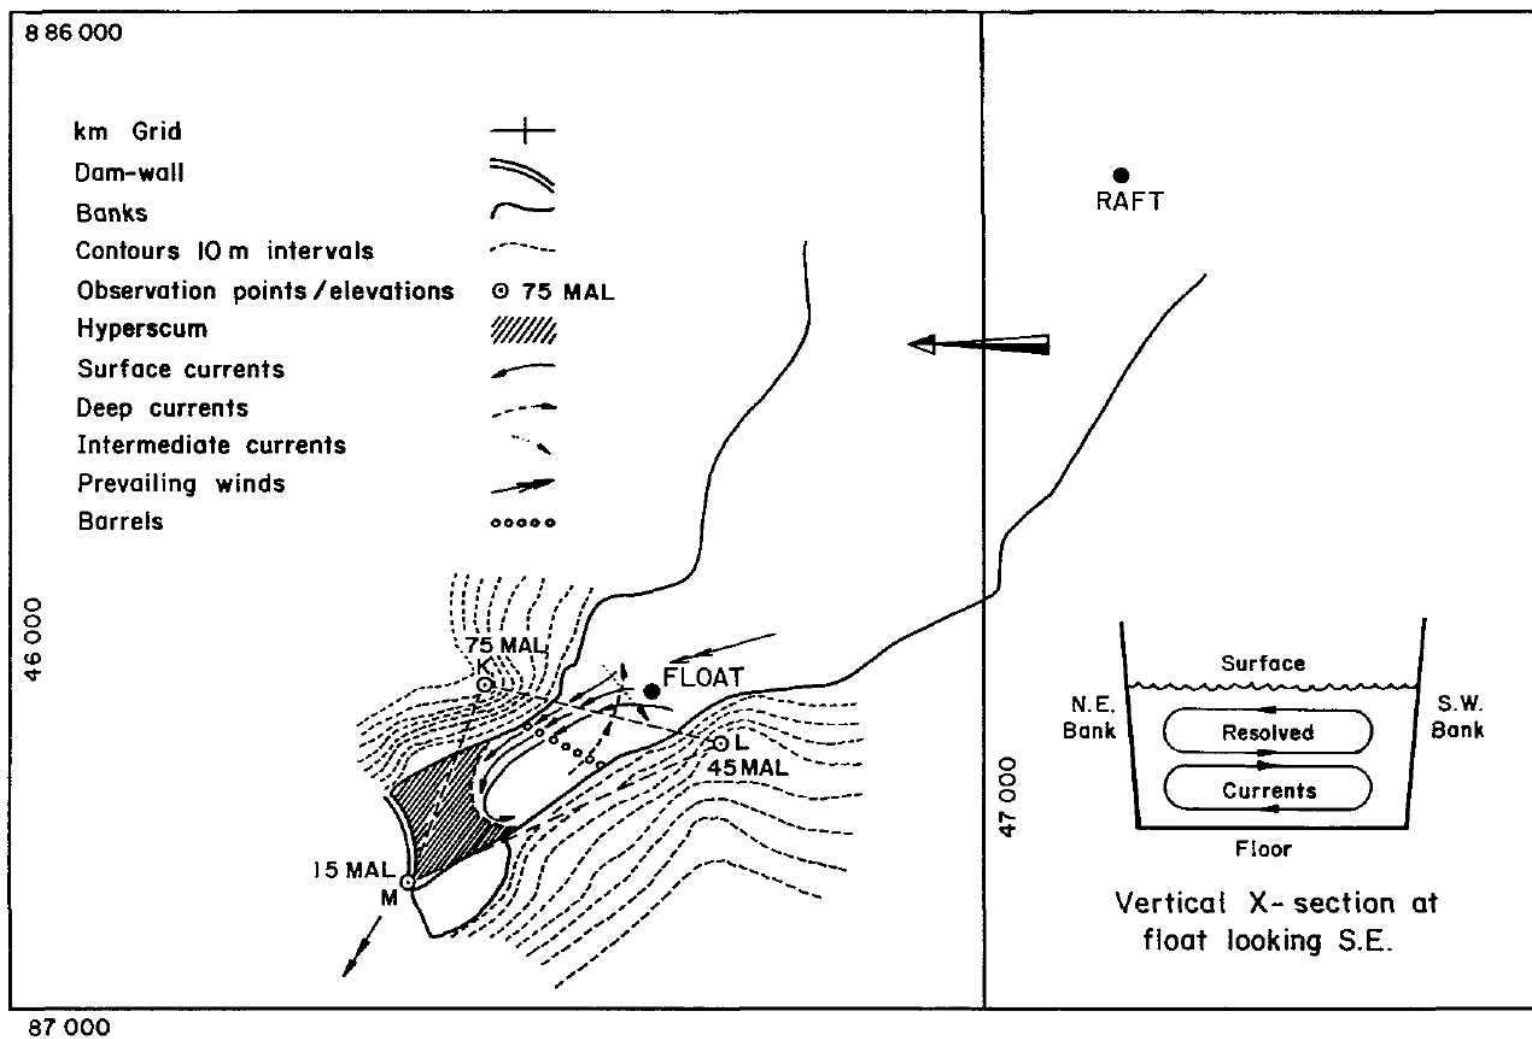 8 86 000
km Grid
Dam-wall
Banks
Contours 10 m intervals
Observation points/elevations
75 MAL
Hyperscum
Surface currents
Deep currents
Intermediate currents
Prevailing winds
Barrels
RAFT
46 000
75 MAL
K
FLOAT
L
45 MAL
15 MAL
M
47 000
Surface
N.E.
Bank
Resolved
Currents
S.W.
Bank
Floor
Vertical X-section at
float looking S.E.
87 000